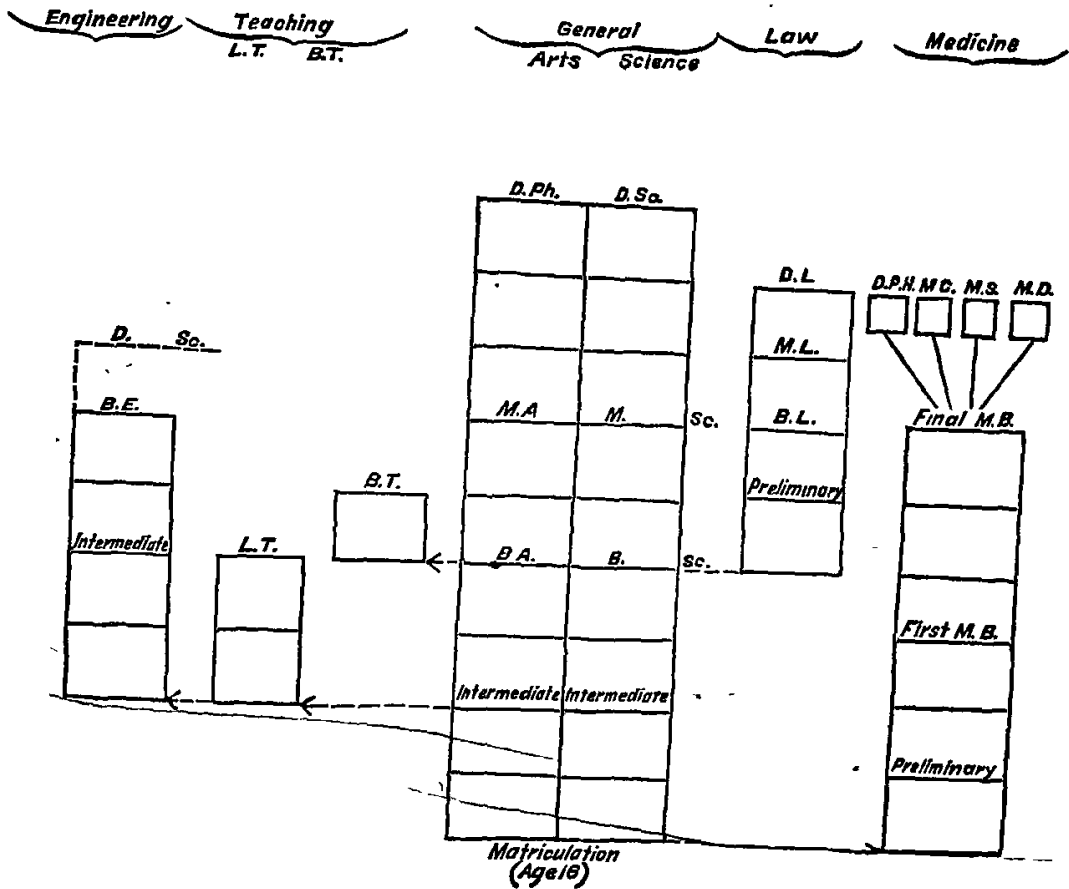 Engineering Teaching General Law Medicine
L.T. B.T. Arts Science
D.Ph. D.Sc.
D.L
D.P.H. M C. M.S. M.D.
D. Sc.
M.L.
B.E.
M.A M. Sc.
B.L.
Final M.B.
B.T.
Preliminary
Intermediate
L.T.
B A. B. Sc.
First M.B.
Intermediate Intermediate
Preliminary
Matriculation
(Age 16)